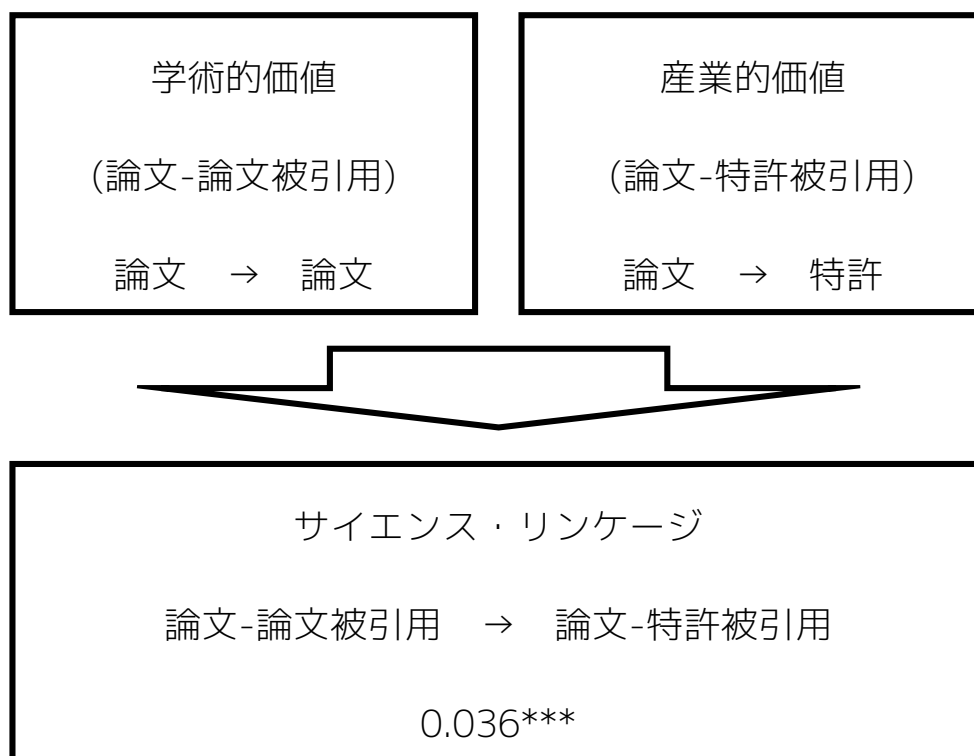 学術的価値
(論文-論文被引用)
論文 → 論文
産業的価値
(論文-特許被引用)
論文 → 特許
サイエンス・リンケージ
論文-論文被引用 → 論文-特許被引用
0.036***